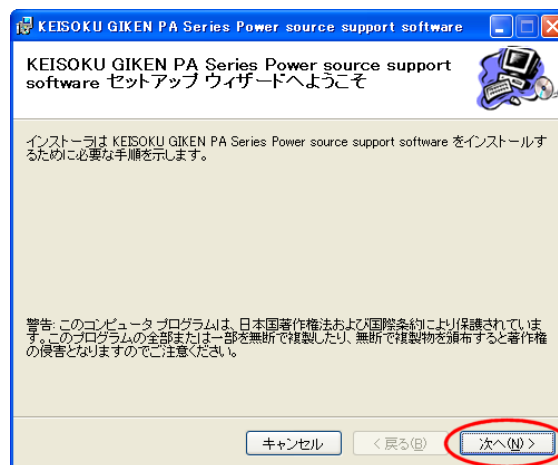 KEISOKU GIKEN PA Series Power source support software
KEISOKU GIKEN PA Series Power source support
software セットアップ ウィザードへようこそ
インストーラは KEISOKU GIKEN PA Series Power source support software をインストールす
るために必要な手順を示します。
警告: このコンピュータ プログラムは、日本国著作権法および国際条約により保護されていま
す。このプログラムの全部または一部を無断で複製したり、無断で複製物を頒布すると著作権
の侵害となりますのでご注意ください。
キャンセル
< 戻る(B)
次へ(N) >